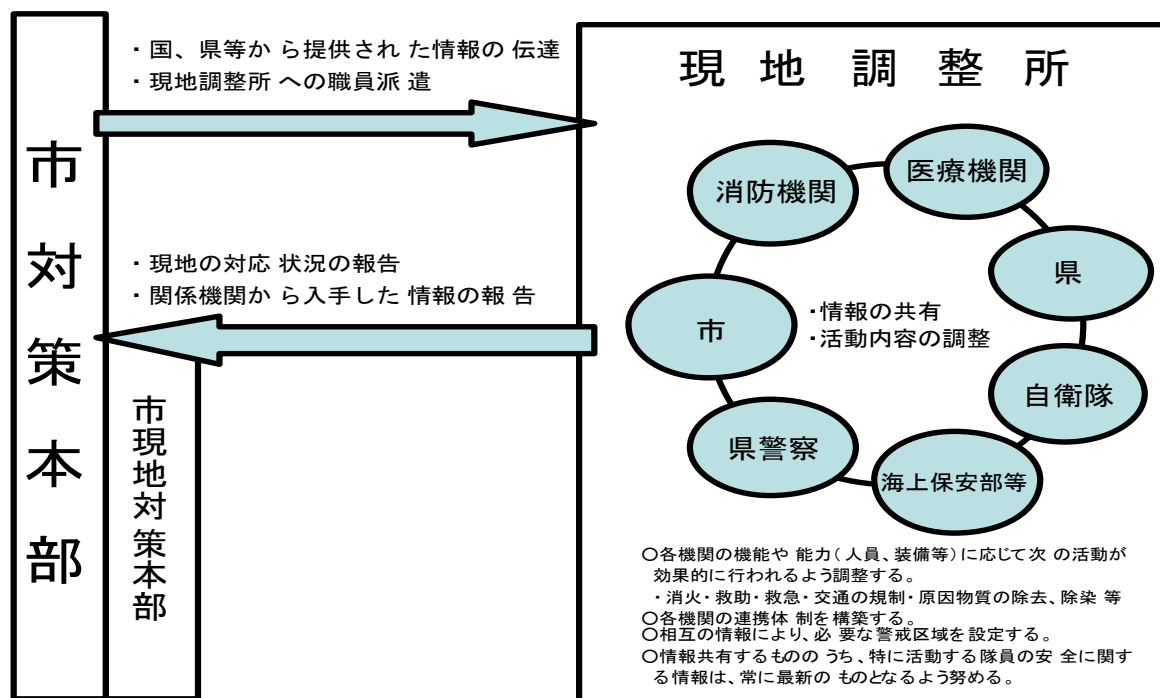 市対策本部
・国、県等から提供された情報の伝達
・現地調整所への職員派遣
・現地の対応状況の報告
・関係機関から入手した情報の報告
市現地対策本部
現地調整所
医療機関
消防機関
県
市
・情報の共有
・活動内容の調整
自衛隊
県警察
海上保安部等
〇各機関の機能や能力(人員、装備等)に応じて次の活動が
効果的に行われるよう調整する。
・消火・救助・救急・交通の規制・原因物質の除去、除染等
〇各機関の連携体制を構築する。
〇相互の情報により、必要な警戒区域を設定する。
〇情報共有するもののうち、特に活動する隊員の安全に関す
る情報は、常に最新のものとなるよう努める。